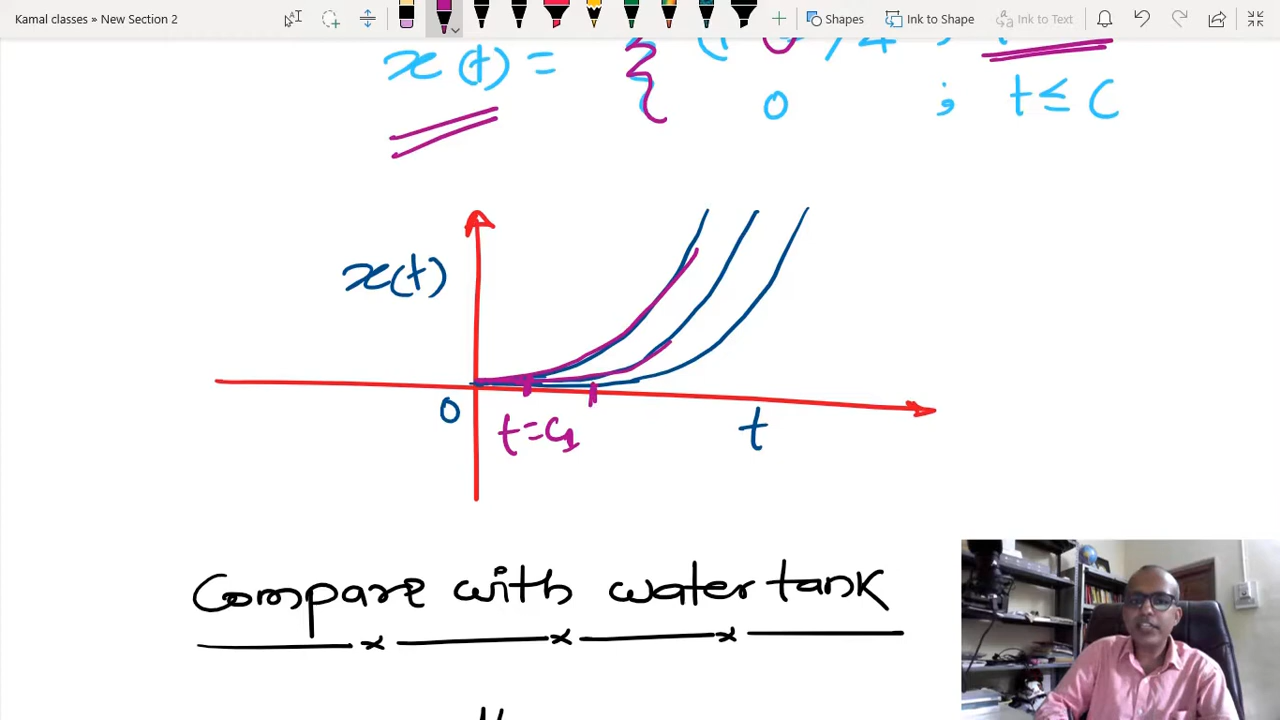 Kamal classes » New Section 2
Shapes
Ink to Shape
Ink to Text
x(t) = {
0 ; t ≤ C
x(t)
0
t = C1
t
Compare with water tank